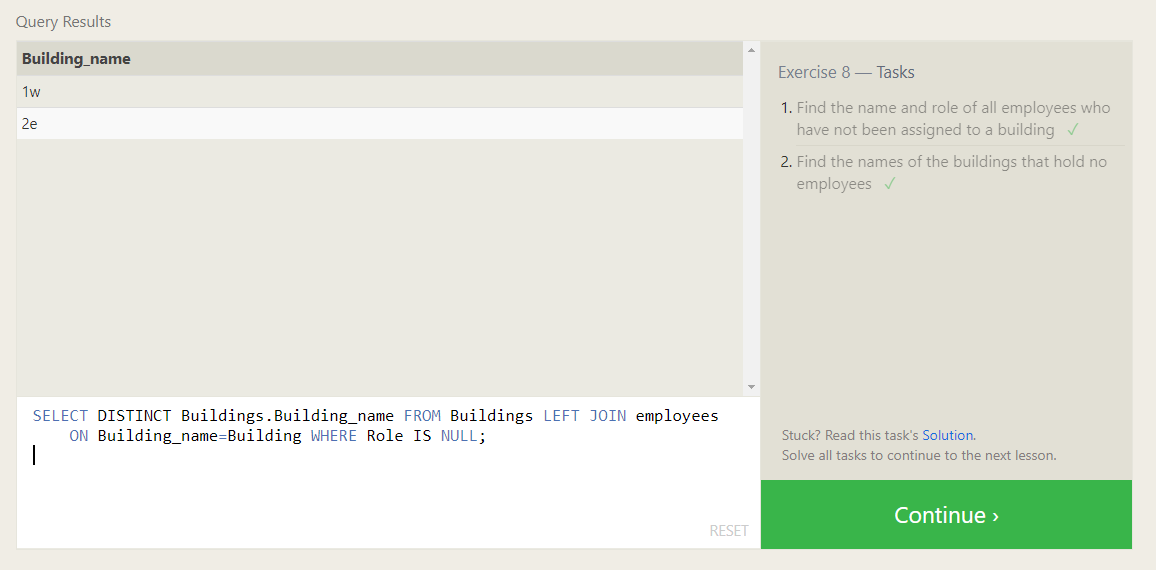 Query Results
Building_name
1w
2e
SELECT DISTINCT Buildings.Building_name FROM Buildings LEFT JOIN employees
ON Building_name=Building WHERE Role IS NULL;
RESET
Exercise 8 — Tasks
1. Find the name and role of all employees who
have not been assigned to a building ✓
2. Find the names of the buildings that hold no
employees ✓
Stuck? Read this task's Solution.
Solve all tasks to continue to the next lesson.
Continue ›